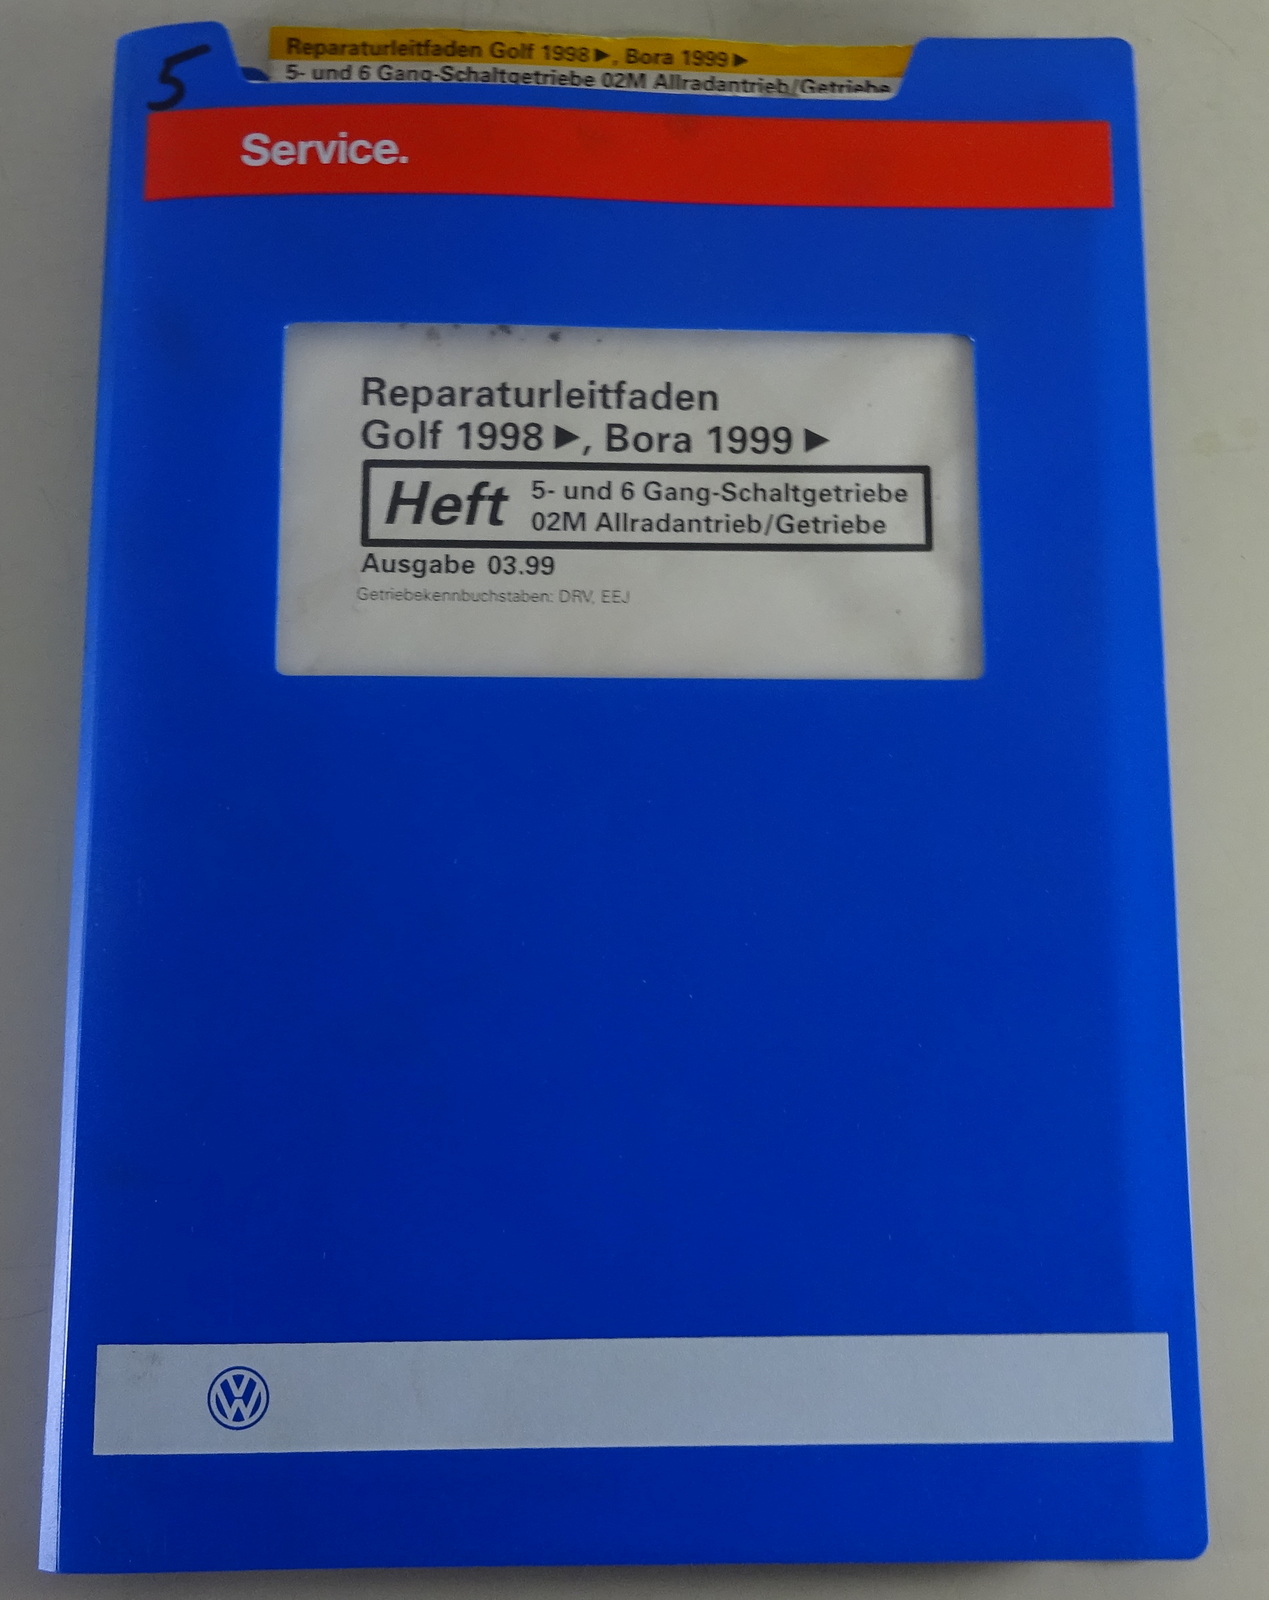 5
Reparaturleitfaden Golf 1998 ►, Bora 1999 ►
5- und 6 Gang-Schaltgetriebe 02M Allradantrieb/Getriebe
Service.
Reparaturleitfaden
Golf 1998 ►, Bora 1999 ►
Heft 5- und 6 Gang-Schaltgetriebe
02M Allradantrieb/Getriebe
Ausgabe 03.99
Getriebekennbuchstaben: DRV, EEJ
VW